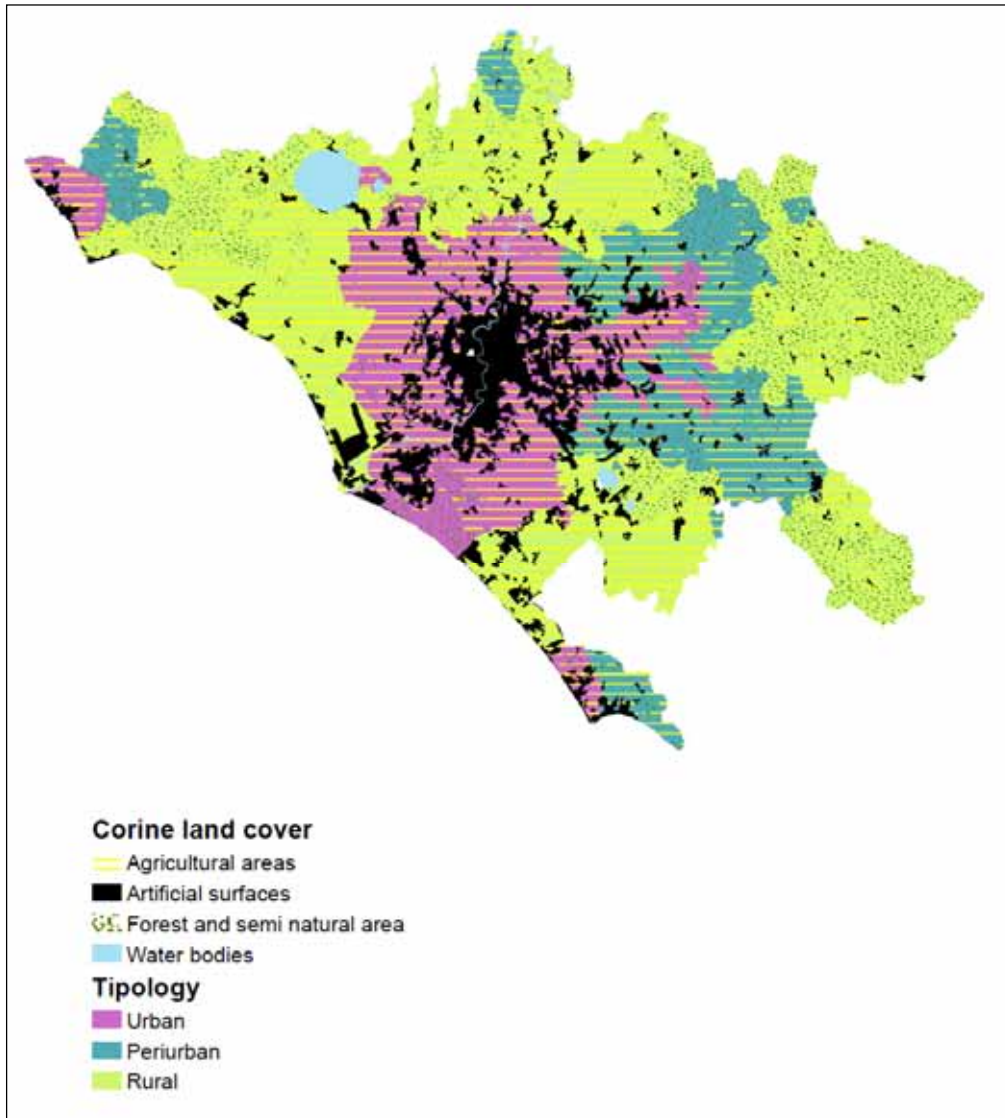 Corine land cover
Agricultural areas
Artificial surfaces
Forest and semi natural area
Water bodies
Tipology
Urban
Periurban
Rural